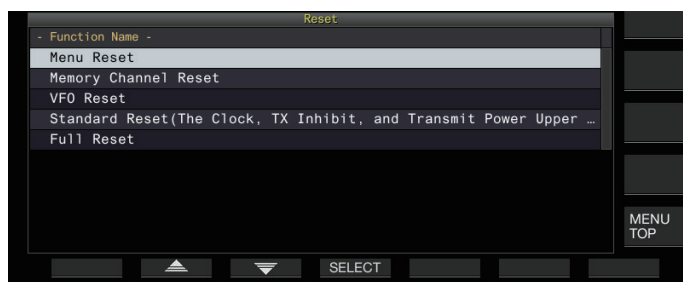 Reset
- Function Name -
Menu Reset
Memory Channel Reset
VFO Reset
Standard Reset(The Clock, TX Inhibit, and Transmit Power Upper …
Full Reset
MENU
TOP
SELECT